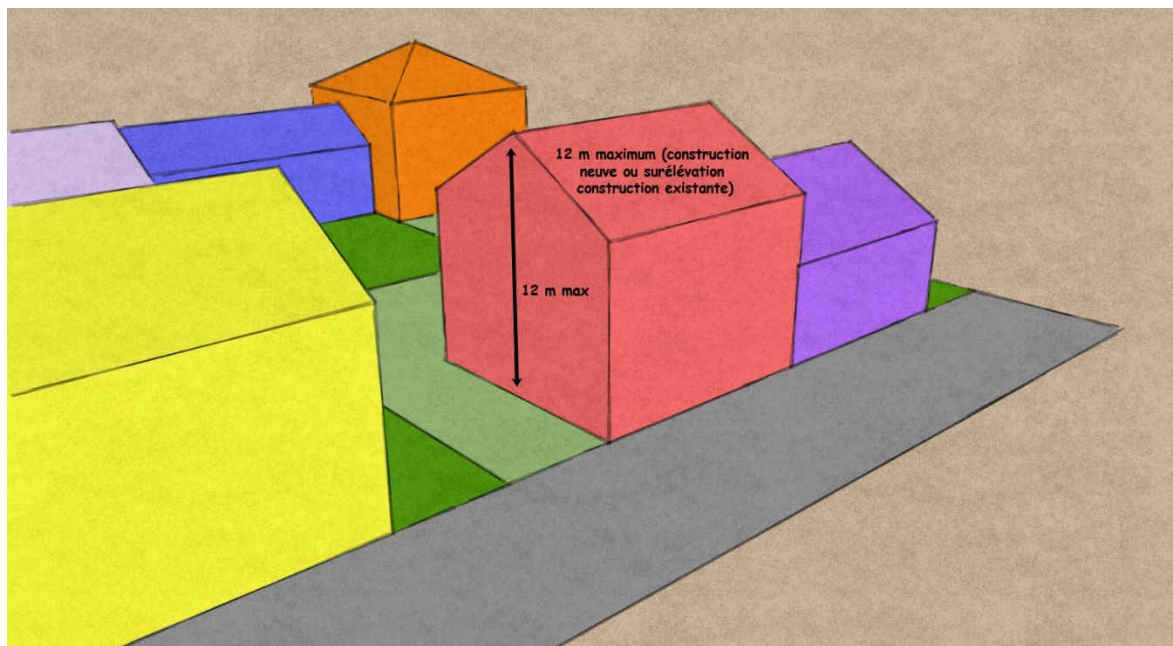 12 m maximum (construction
neuve ou surélévation
construction existante)
12 m max